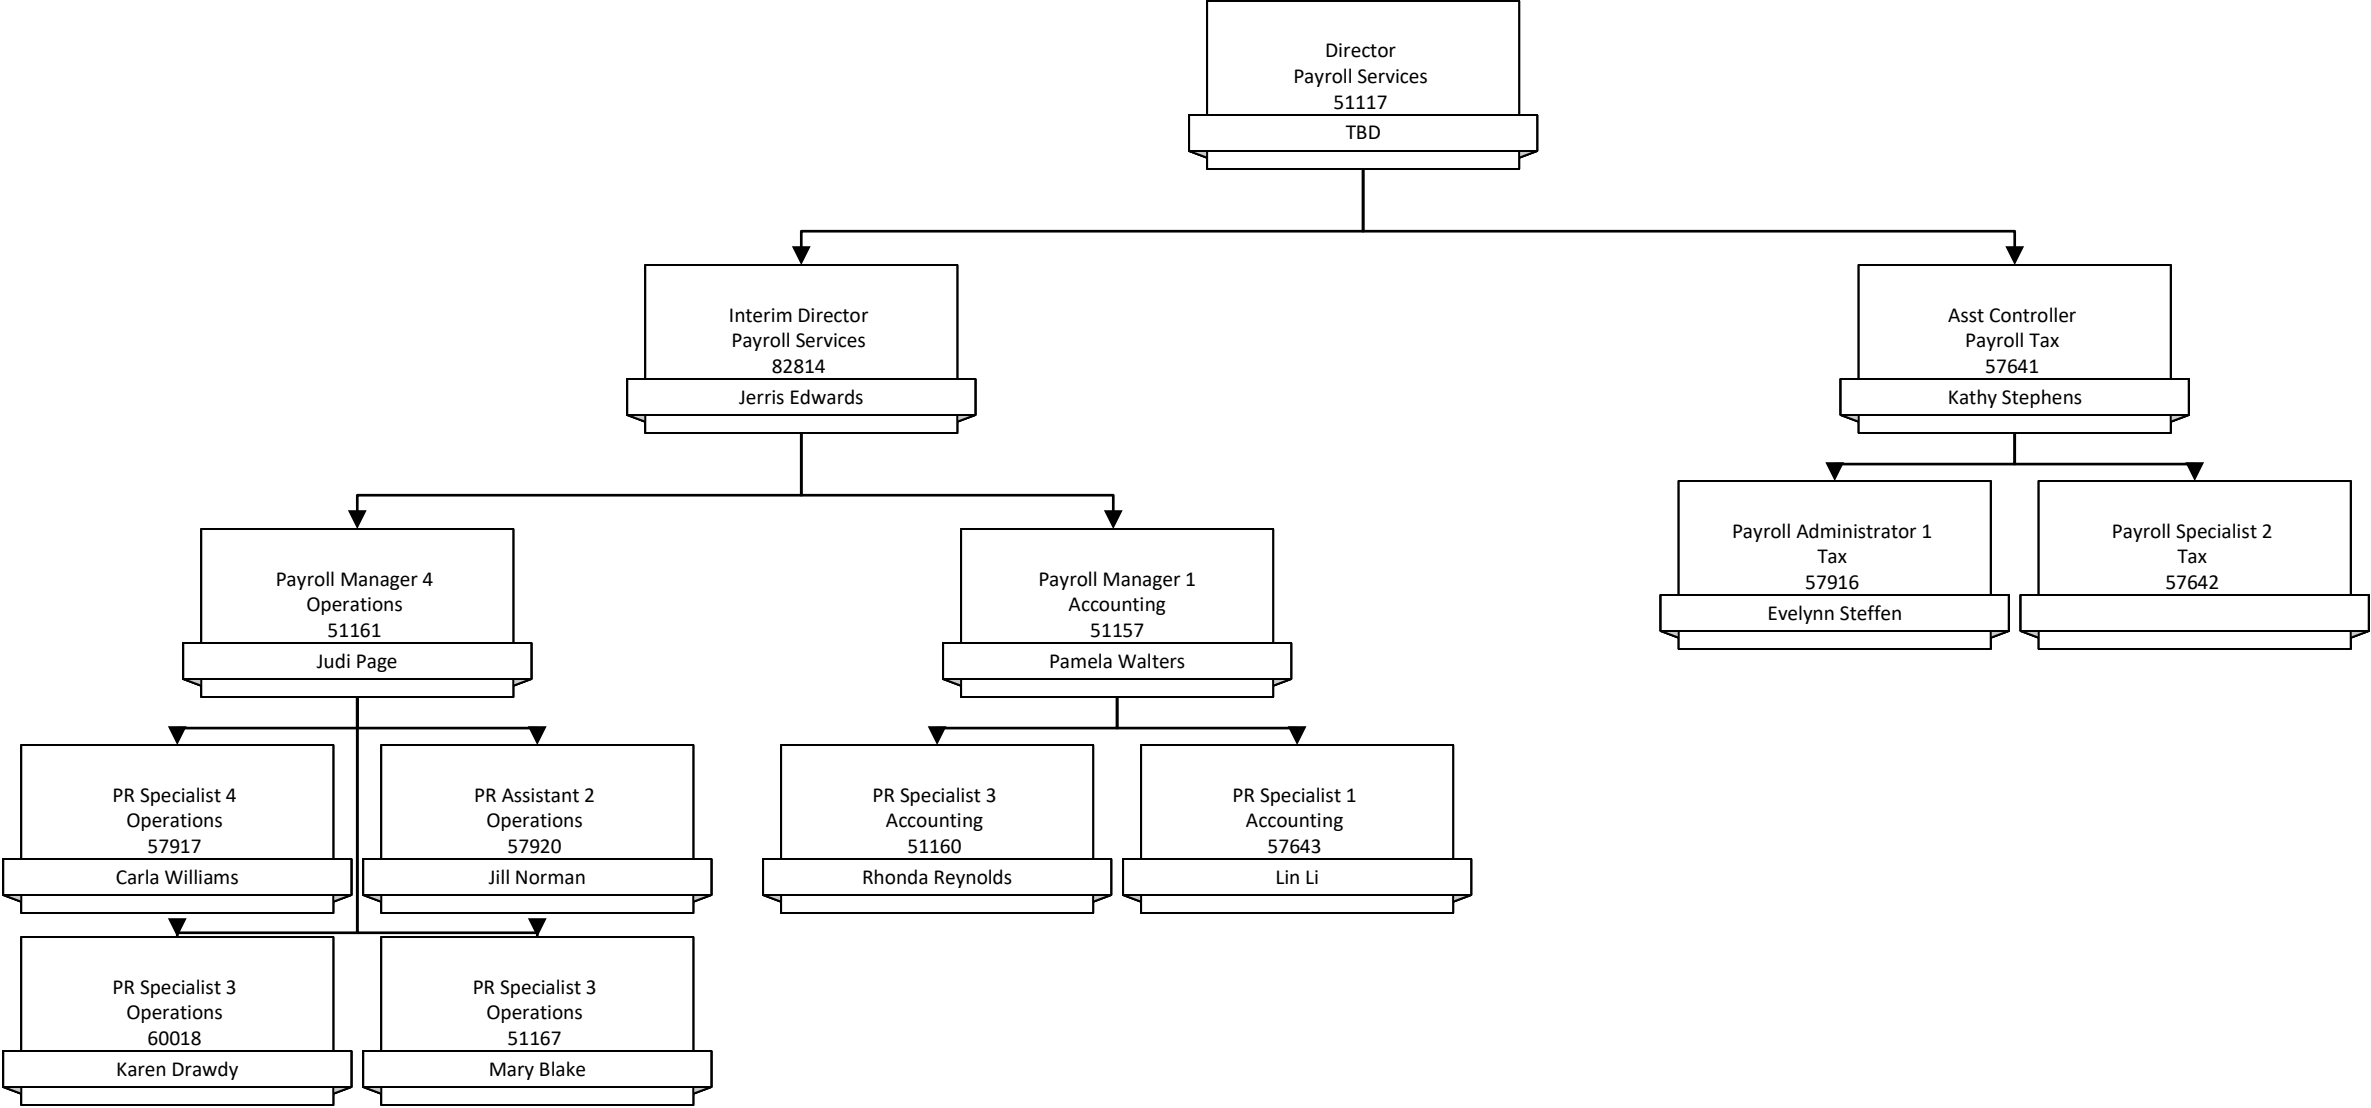 Director
Payroll Services
51117
TBD
Interim Director
Payroll Services
82814
Jerris Edwards
Asst Controller
Payroll Tax
57641
Kathy Stephens
Payroll Manager 4
Operations
51161
Judi Page
Payroll Manager 1
Accounting
51157
Pamela Walters
Payroll Administrator 1
Tax
57916
Evelynn Steffen
Payroll Specialist 2
Tax
57642
PR Specialist 4
Operations
57917
Carla Williams
PR Assistant 2
Operations
57920
Jill Norman
PR Specialist 3
Accounting
51160
Rhonda Reynolds
PR Specialist 1
Accounting
57643
Lin Li
PR Specialist 3
Operations
60018
Karen Drawdy
PR Specialist 3
Operations
51167
Mary Blake